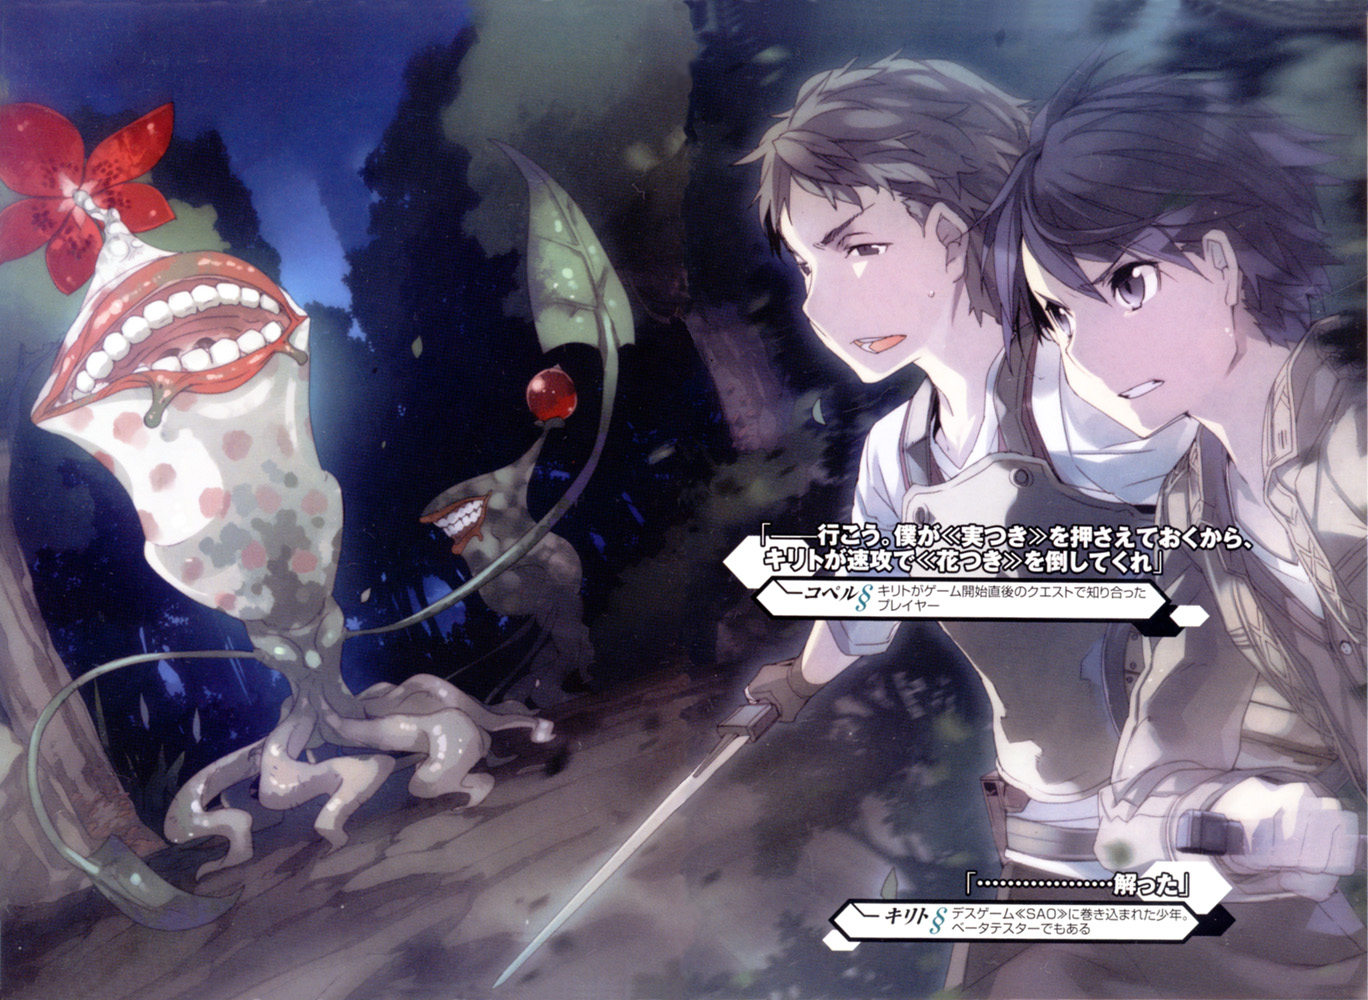 「――行こう。僕が≪実つき≫を押さえておくから、
キリトが速攻で≪花つき≫を倒してくれ」
コペル§キリトがゲーム開始直後のクエストで知り合った
プレイヤー
「………………解った」
キリト§デスゲーム≪SAO≫に巻き込まれた少年。
ベータテスターでもある